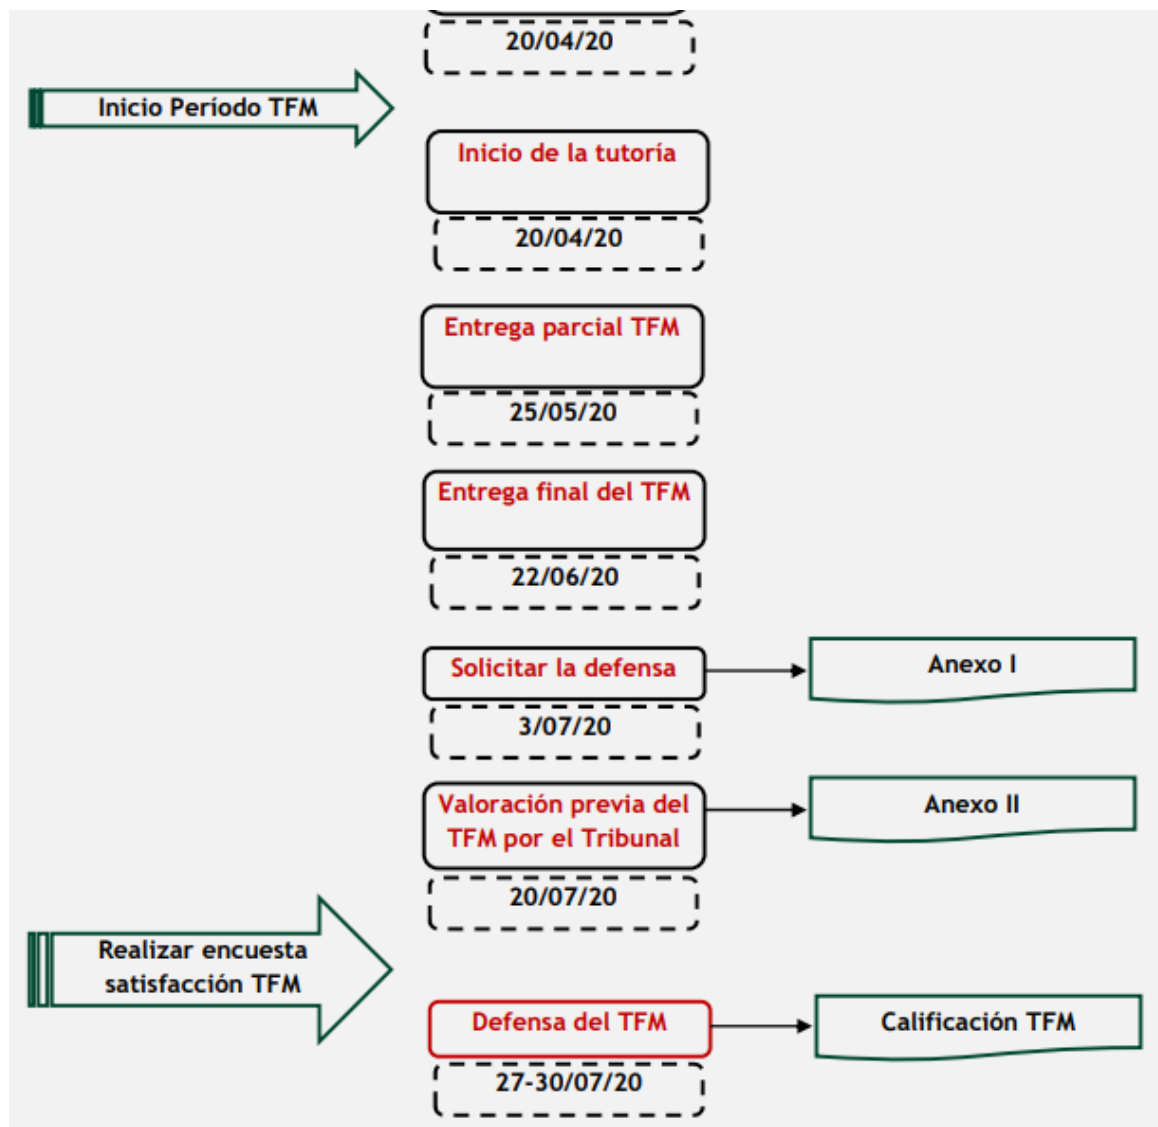 20/04/20
Inicio Período TFM
Inicio de la tutoría
20/04/20
Entrega parcial TFM
25/05/20
Entrega final del TFM
22/06/20
Solicitar la defensa
Anexo I
3/07/20
Valoración previa del
TFM por el Tribunal
Anexo II
20/07/20
Realizar encuesta
satisfacción TFM
Defensa del TFM
Calificación TFM
27-30/07/20